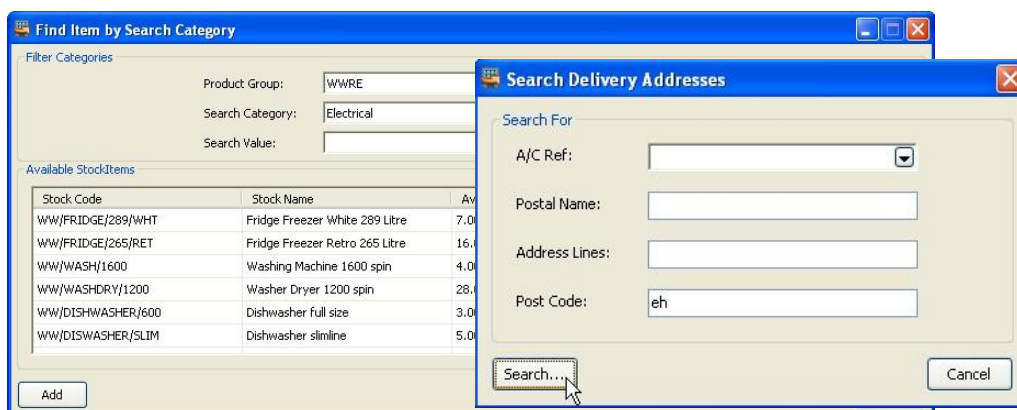 Find Item by Search Category
Filter Categories
Product Group: WWRE
Search Category: Electrical
Search Value:
Available StockItems
Stock Code Stock Name
WW/FRIDGE/289/WHT Fridge Freezer White 289 Litre
WW/FRIDGE/265/RET Fridge Freezer Retro 265 Litre
WW/WASH/1600 Washing Machine 1600 spin
WW/WASHDRY/1200 Washer Dryer 1200 spin
WW/DISHWASHER/600 Dishwasher full size
WW/DISWASHER/SLIM Dishwasher slimline
Add
Search Delivery Addresses
Search For
A/C Ref:
Postal Name:
Address Lines:
Post Code: eh
Search...
Cancel